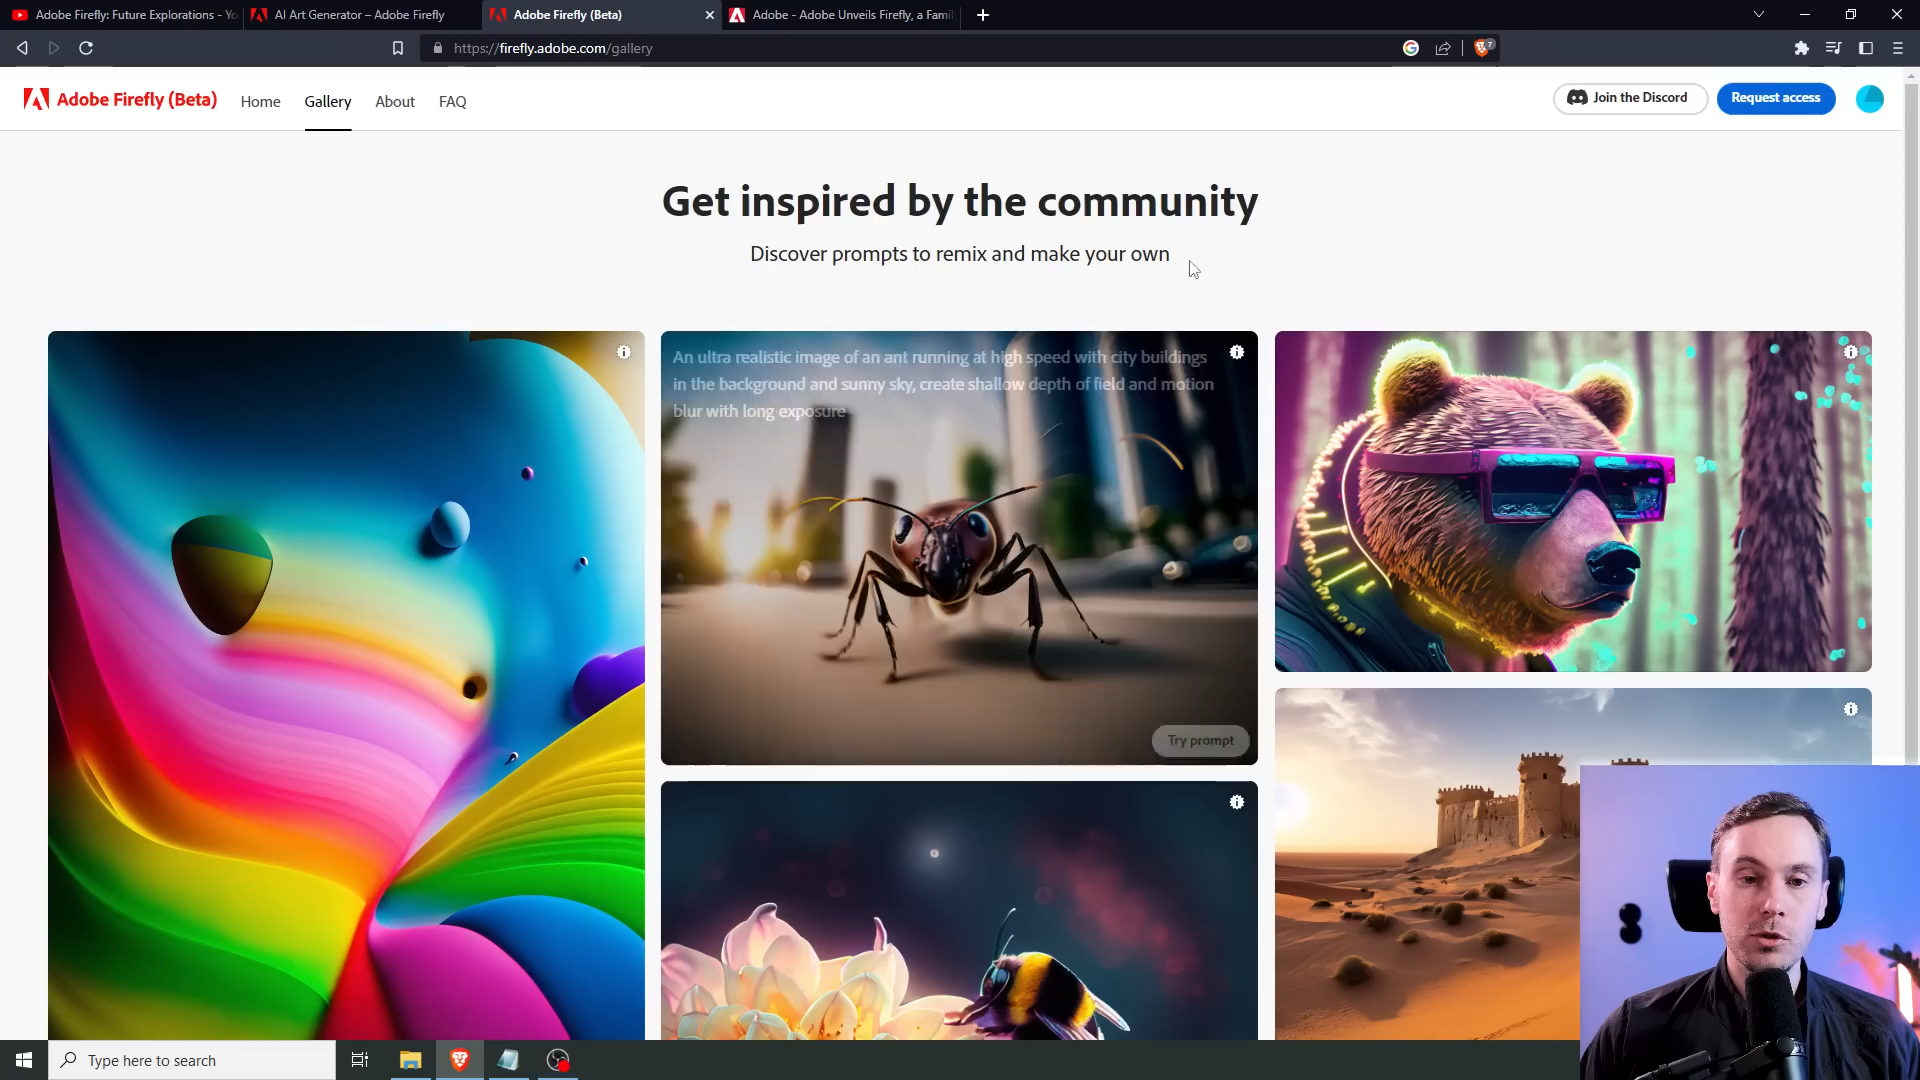 Adobe Firefly: Future Explorations - Yo
AI Art Generator – Adobe Firefly
Adobe Firefly (Beta)
Adobe - Adobe Unveils Firefly, a Fami
https://firefly.adobe.com/gallery
7
Adobe Firefly (Beta)
Home
Gallery
About
FAQ
Join the Discord
Request access
Get inspired by the community
Discover prompts to remix and make your own
An ultra realistic image of an ant running at high speed with city buildings
in the background and sunny sky, create shallow depth of field and motion
blur with long exposure
Try prompt
Type here to search